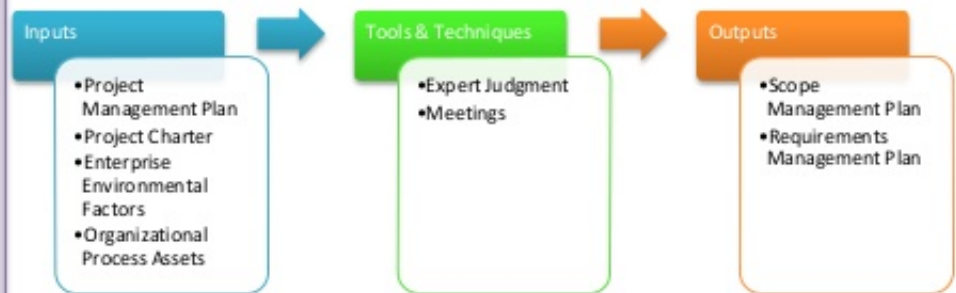 Inputs
•Project
Management Plan
•Project Charter
•Enterprise
Environmental
Factors
•Organizational
Process Assets
Tools & Techniques
•Expert Judgment
•Meetings
Outputs
•Scope
Management Plan
•Requirements
Management Plan